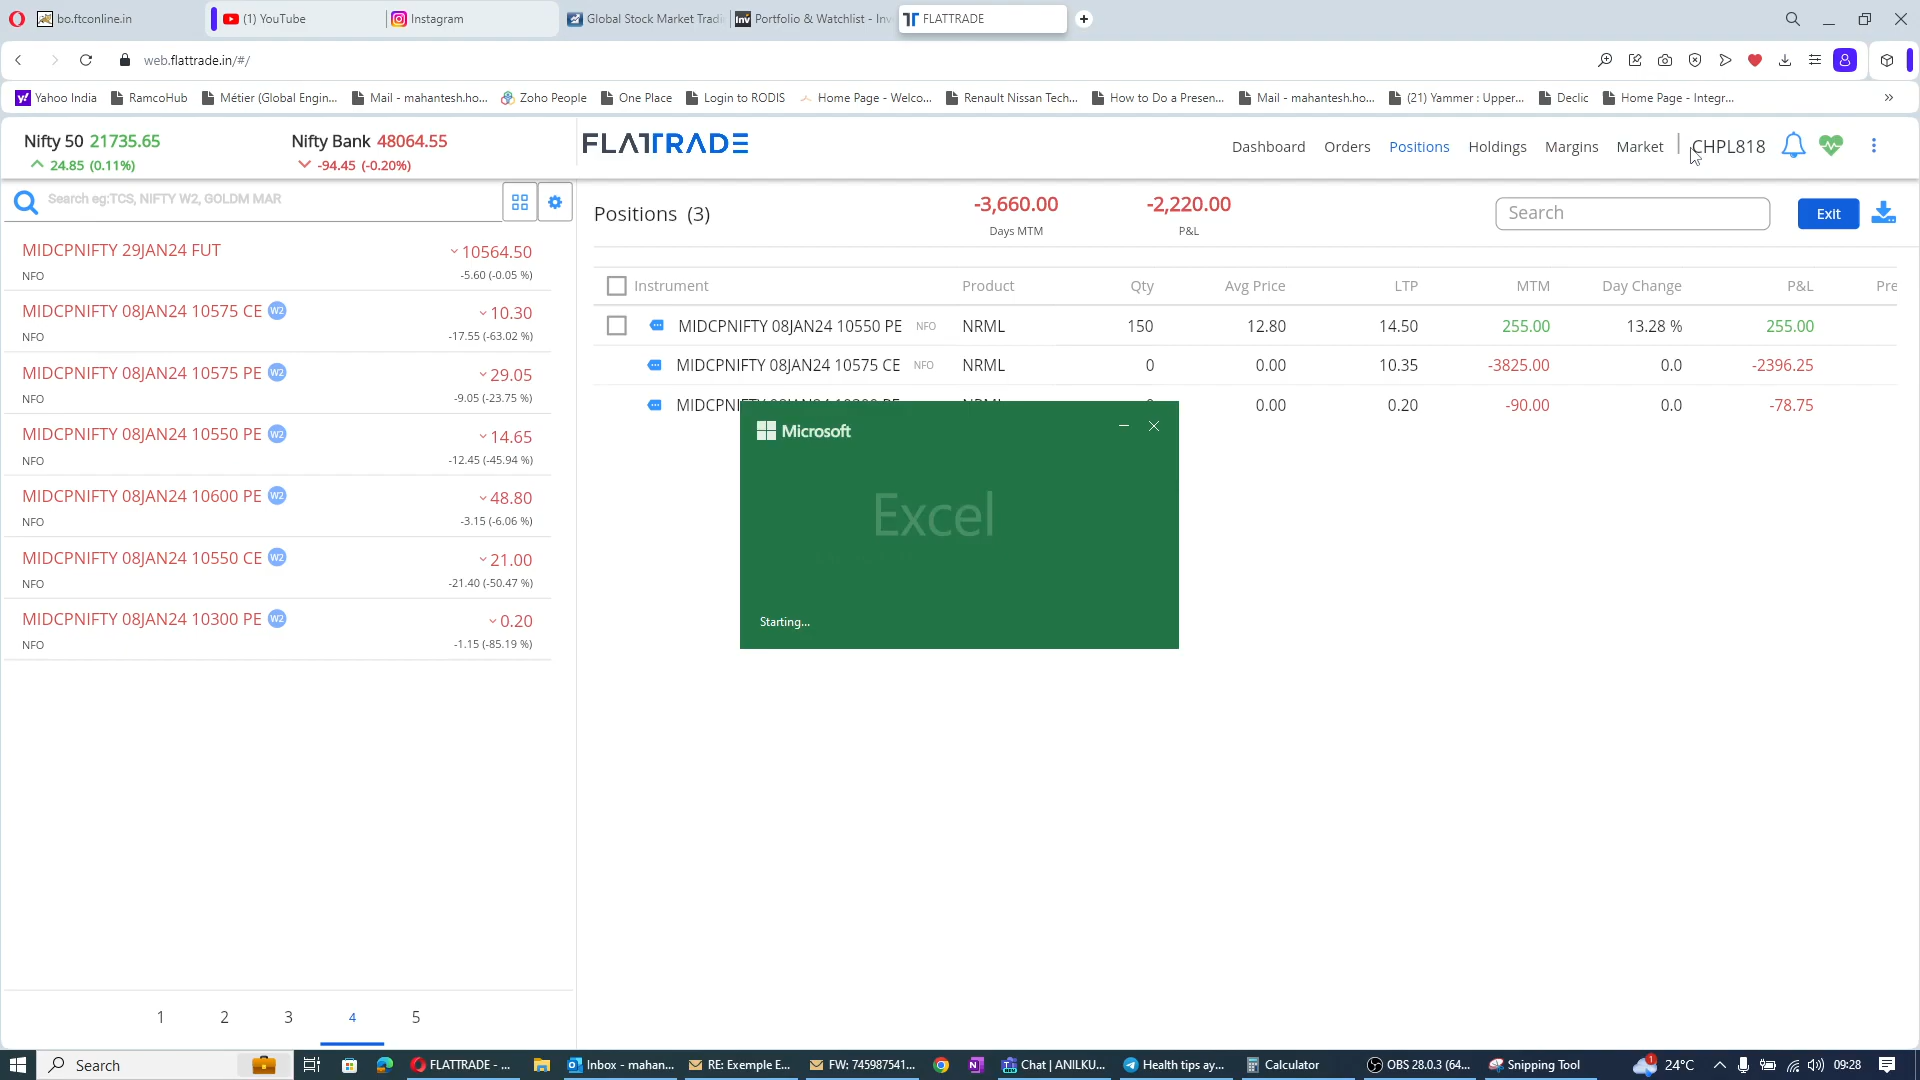 bo.ftconline.in
(1) YouTube
Instagram
Global Stock Market Tradi
Portfolio & Watchlist - Inv
FLATTRADE
web.flattrade.in/#/
Yahoo India
RamcoHub
Métier (Global Engin...
Mail - mahantesh.ho...
Zoho People
One Place
Login to RODIS
Home Page - Welco...
Renault Nissan Tech...
How to Do a Presen...
Mail - mahantesh.ho...
(21) Yammer : Upper...
Declic
Home Page - Integr...
Nifty 50 21735.65
24.85 (0.11%)
Nifty Bank 48064.55
-94.45 (-0.20%)
FLATTRADE
Dashboard
Orders
Positions
Holdings
Margins
Market
CHPL818
Search eg:TCS, NIFTY W2, GOLDM MAR
MIDCPNIFTY 29JAN24 FUT 10564.50
NFO -5.60 (-0.05 %)
MIDCPNIFTY 08JAN24 10575 CE W2 10.30
NFO -17.55 (-63.02 %)
MIDCPNIFTY 08JAN24 10575 PE W2 29.05
NFO -9.05 (-23.75 %)
MIDCPNIFTY 08JAN24 10550 PE W2 14.65
NFO -12.45 (-45.94 %)
MIDCPNIFTY 08JAN24 10600 PE W2 48.80
NFO -3.15 (-6.06 %)
MIDCPNIFTY 08JAN24 10550 CE W2 21.00
NFO -21.40 (-50.47 %)
MIDCPNIFTY 08JAN24 10300 PE W2 0.20
NFO -1.15 (-85.19 %)
1 2 3 4 5
Positions (3)
-3,660.00
Days MTM
-2,220.00
P&L
Search
Exit
Instrument Product Qty Avg Price LTP MTM Day Change P&L Pre
MIDCPNIFTY 08JAN24 10550 PE NFO NRML 150 12.80 14.50 255.00 13.28 % 255.00
MIDCPNIFTY 08JAN24 10575 CE NFO NRML 0 0.00 10.35 -3825.00 0.0 -2396.25
MIDCPNIFTY 08JAN24 10300 PE NRML 0 0.00 0.20 -90.00 0.0 -78.75
Microsoft
Excel
Starting...
Search
FLATTRADE - ...
Inbox - mahan...
RE: Exemple E...
FW: 745987541...
Chat | ANILKU...
Health tips ay...
Calculator
OBS 28.0.3 (64...
Snipping Tool
1
24°C
09:28